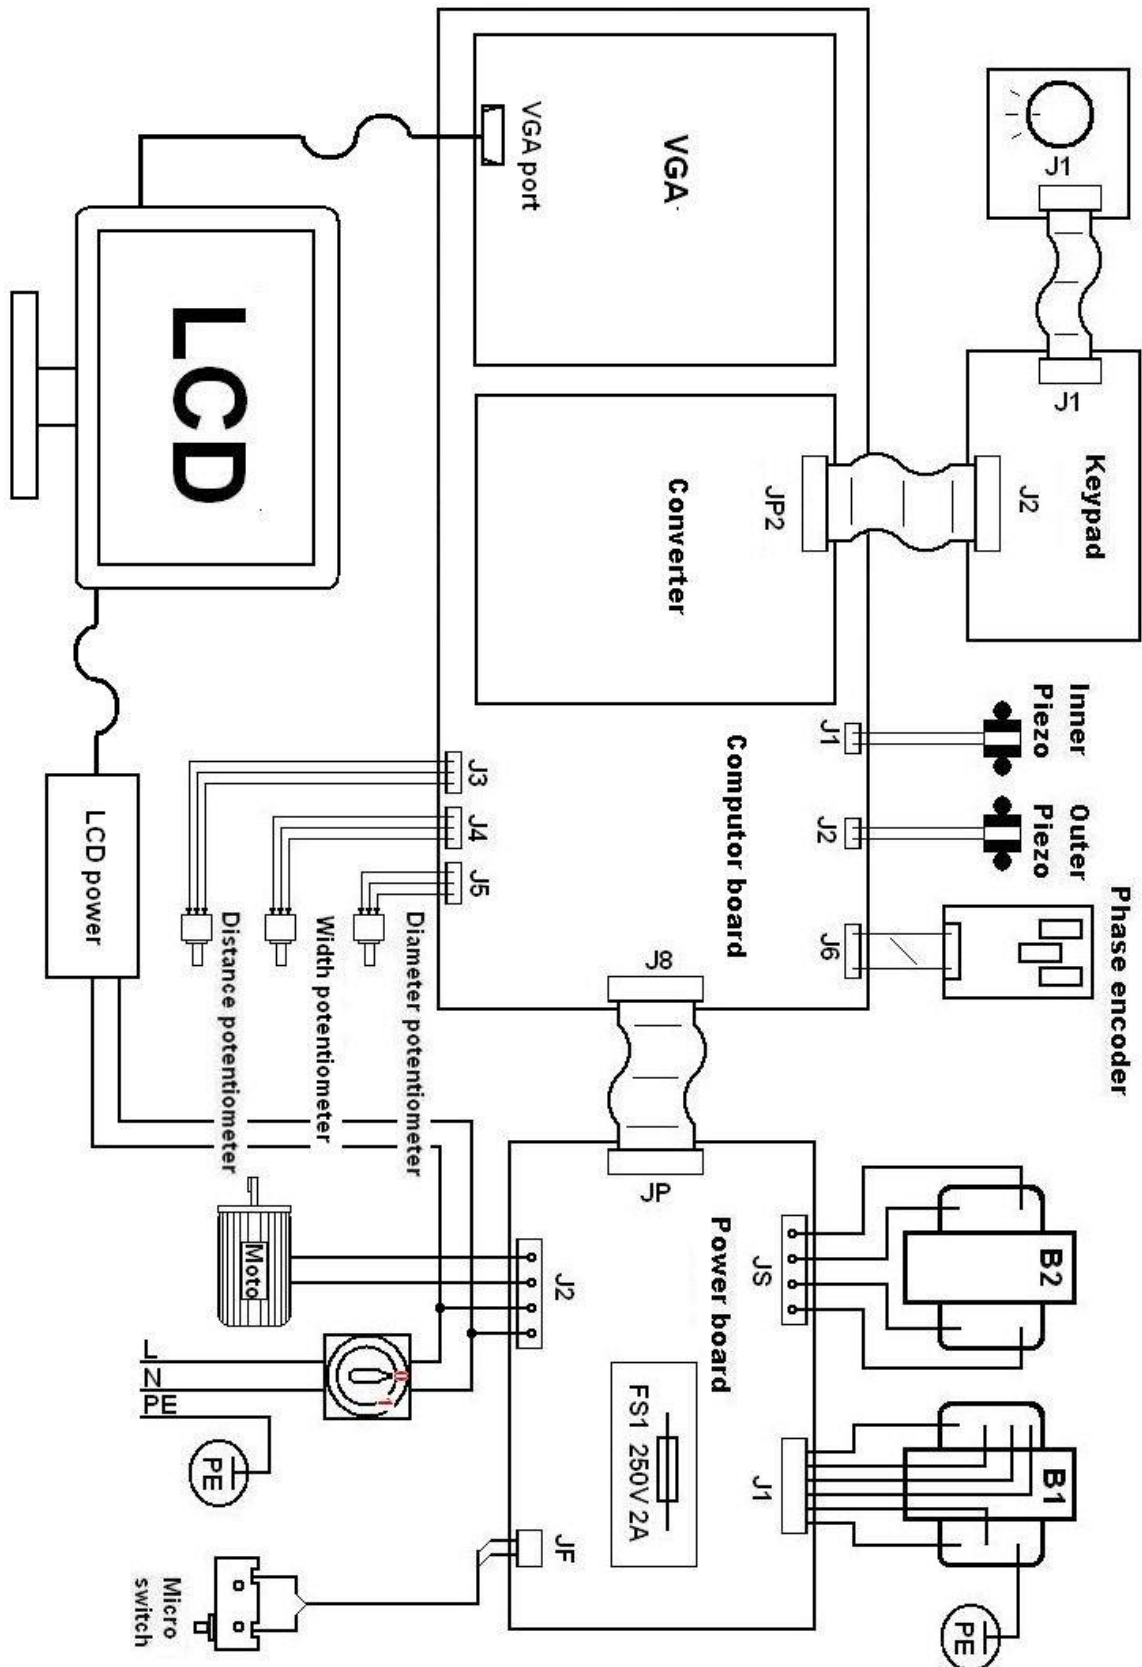 J1
J1
J2
Keypad
Inner
Piezo
Outer
Piezo
Phase encoder
B2
B1
PE
VGA
VGA port
JP2
Converter
J1
J2
J6
Computor board
J8
J3
J4
J5
JP
Power board
JS
J1
FS1 250V 2A
J2
JF
LCD
LCD power
Diameter potentiometer
Width potentiometer
Distance potentiometer
Moto
0
1
L
N
PE
PE
Micro
switch